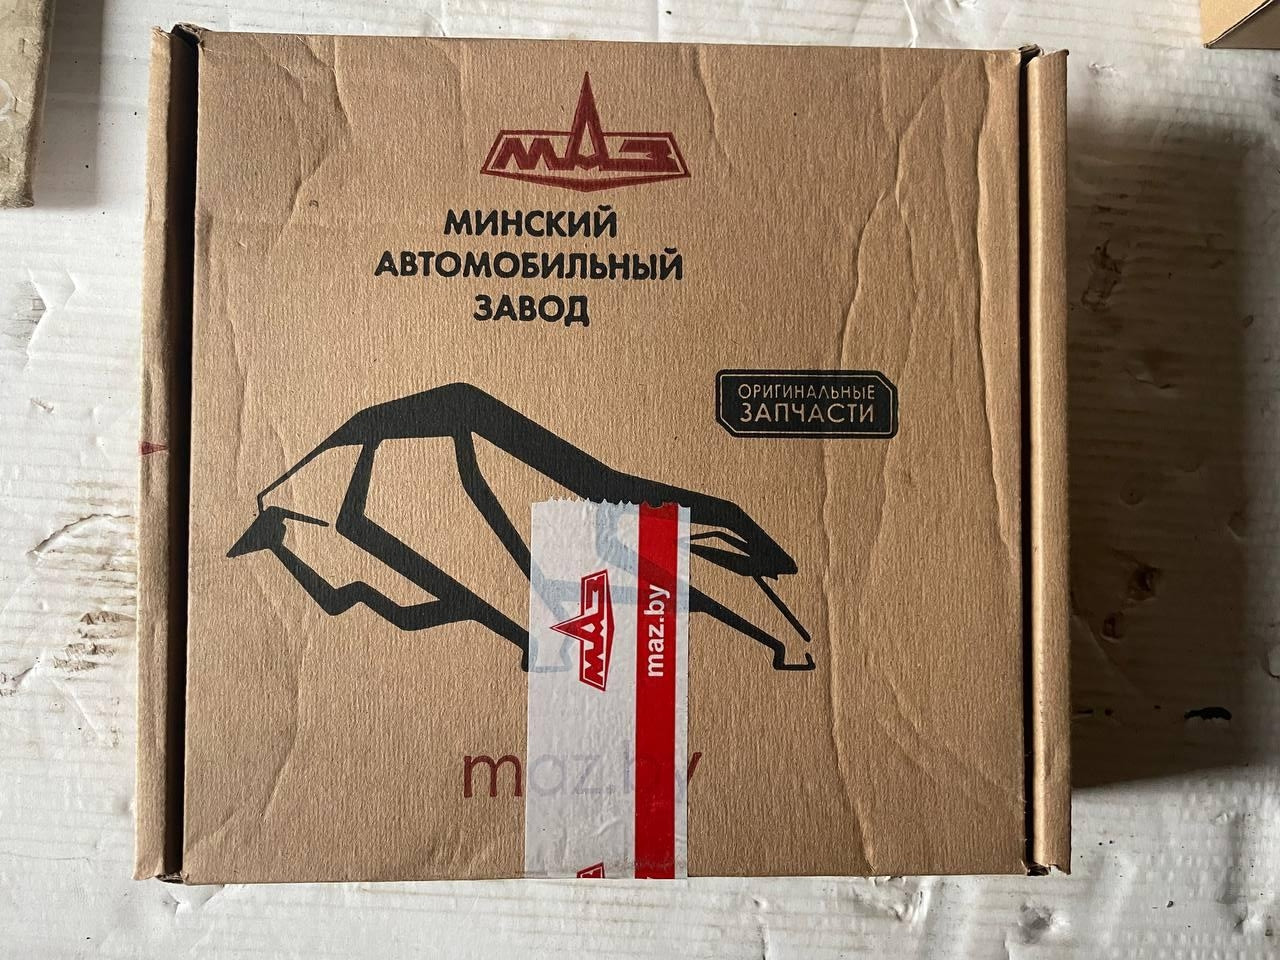 МАЗ
МИНСКИЙ
АВТОМОБИЛЬНЫЙ
ЗАВОД
ОРИГИНАЛЬНЫЕ
ЗАПЧАСТИ
МАЗ
maz.by
maz.by